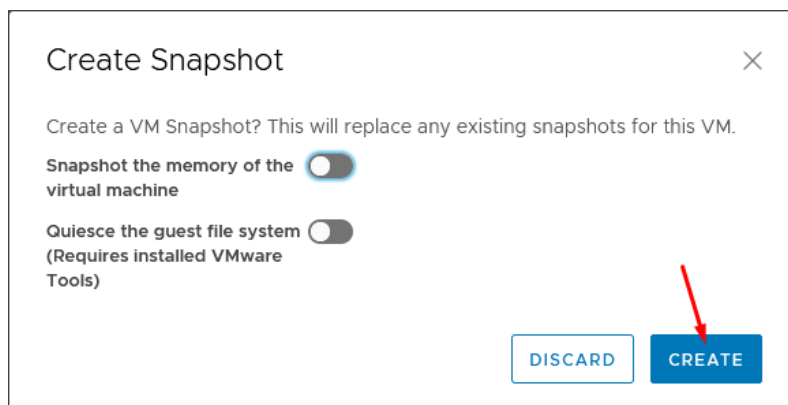 Create Snapshot
Create a VM Snapshot? This will replace any existing snapshots for this VM.
Snapshot the memory of the
virtual machine
Quiesce the guest file system
(Requires installed VMware
Tools)
DISCARD
CREATE